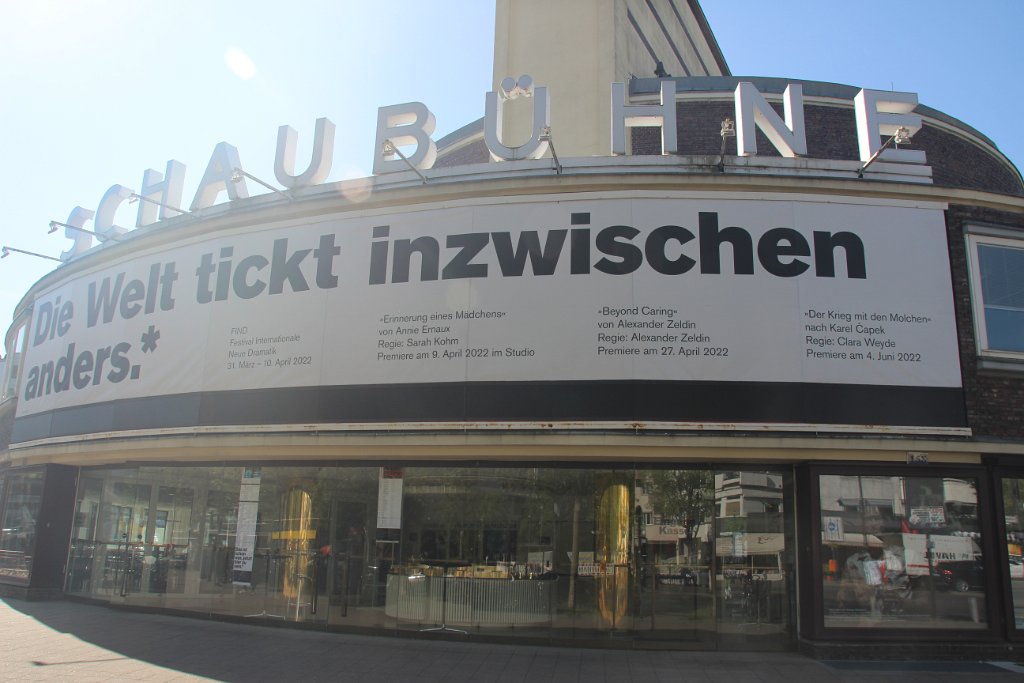 SCHAUBÜHNE
Die Welt tickt inzwischen
anders.*
FIND
Festival Internationale
Neue Dramatik
31. März – 10. April 2022
»Erinnerung eines Mädchens«
von Annie Ernaux
Regie: Sarah Kohm
Premiere am 9. April 2022 im Studio
»Beyond Caring«
von Alexander Zeldin
Regie: Alexander Zeldin
Premiere am 27. April 2022
»Der Krieg mit den Molchen«
nach Karel Čapek
Regie: Clara Weyde
Premiere am 4. Juni 2022
153
Kasse